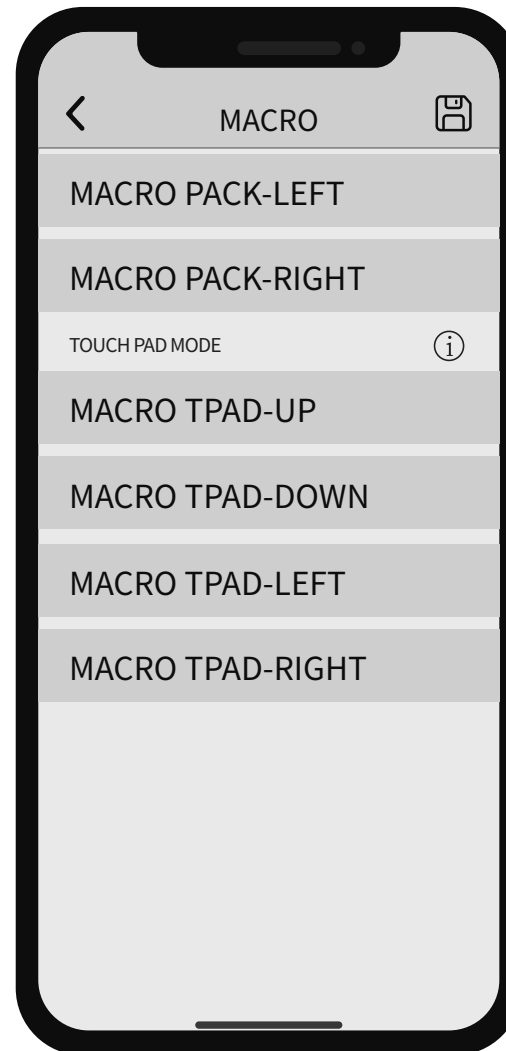 MACRO
MACRO PACK-LEFT
MACRO PACK-RIGHT
TOUCH PAD MODE
MACRO TPAD-UP
MACRO TPAD-DOWN
MACRO TPAD-LEFT
MACRO TPAD-RIGHT